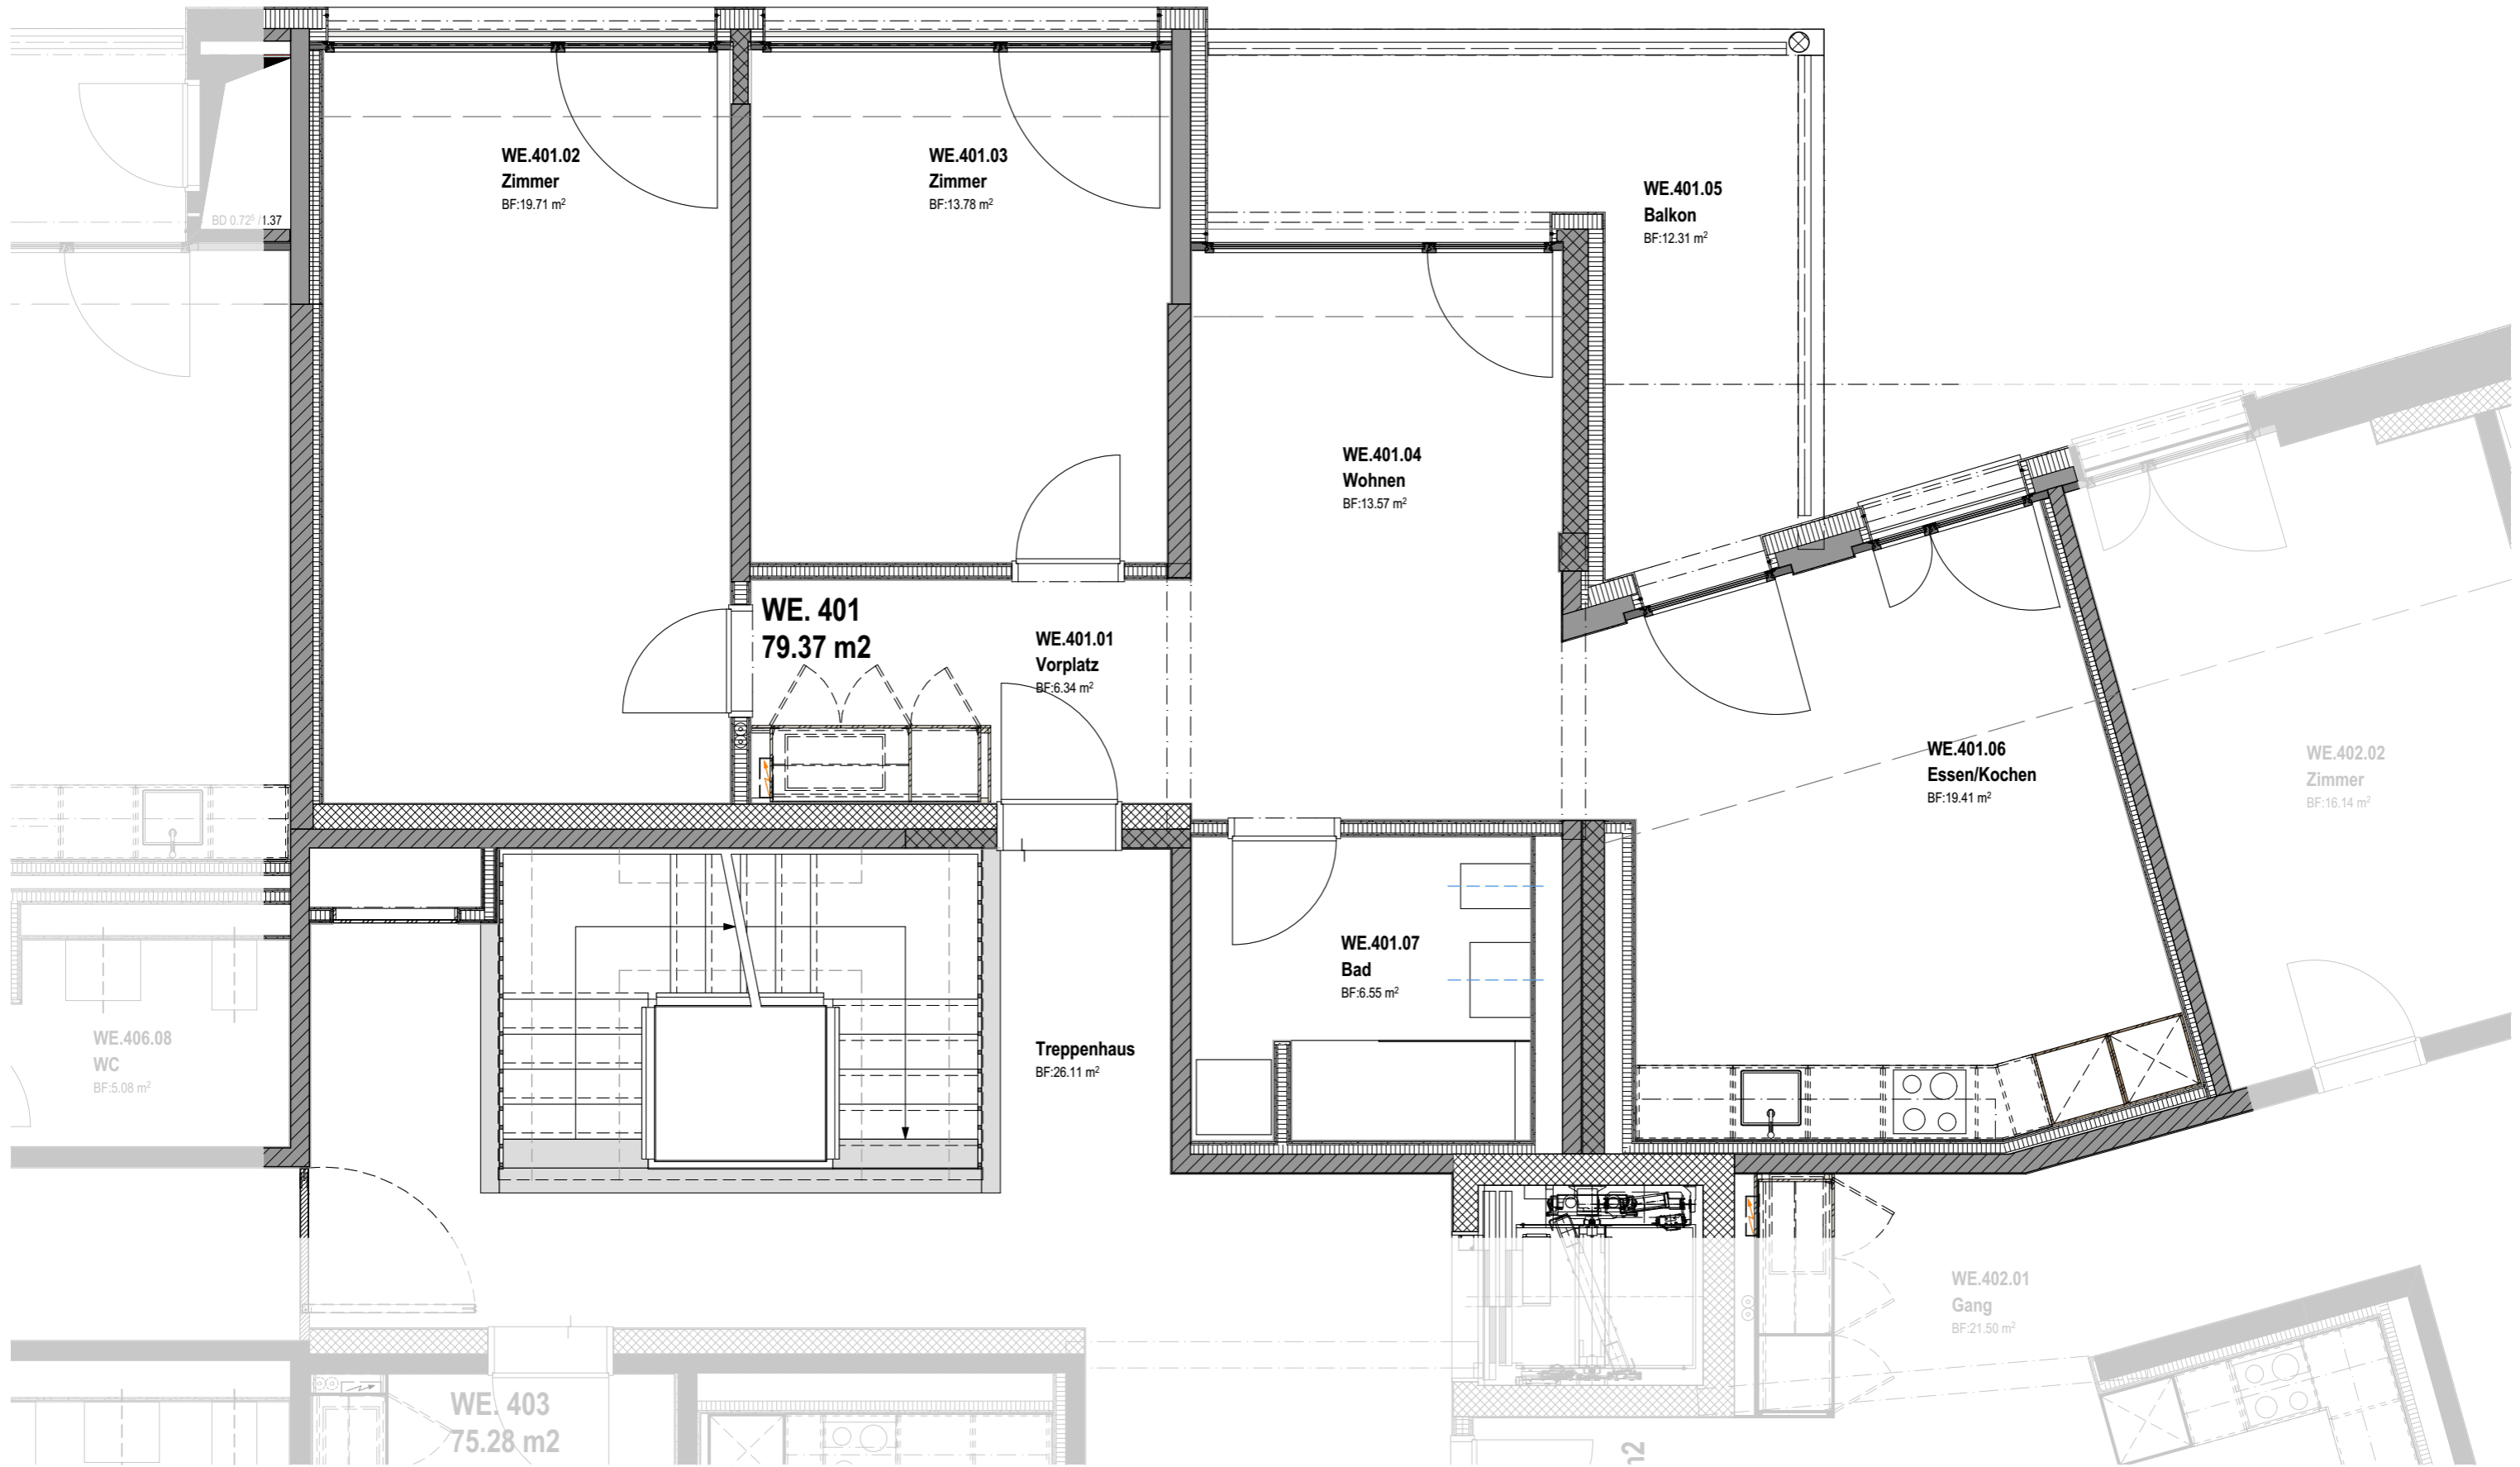 WE.401.02
Zimmer
BF:19.71 m²
WE.401.03
Zimmer
BF:13.78 m²
WE.401.05
Balkon
BF:12.31 m²
BD 0.72⁵ /1.37
WE.401.04
Wohnen
BF:13.57 m²
WE. 401
79.37 m2
WE.401.01
Vorplatz
BF:6.34 m²
WE.401.06
Essen/Kochen
BF:19.41 m²
WE.402.02
Zimmer
BF:16.14 m²
WE.401.07
Bad
BF:6.55 m²
WE.406.08
WC
BF:5.08 m²
Treppenhaus
BF:26.11 m²
WE.402.01
Gang
BF:21.50 m²
WE. 403
75.28 m2